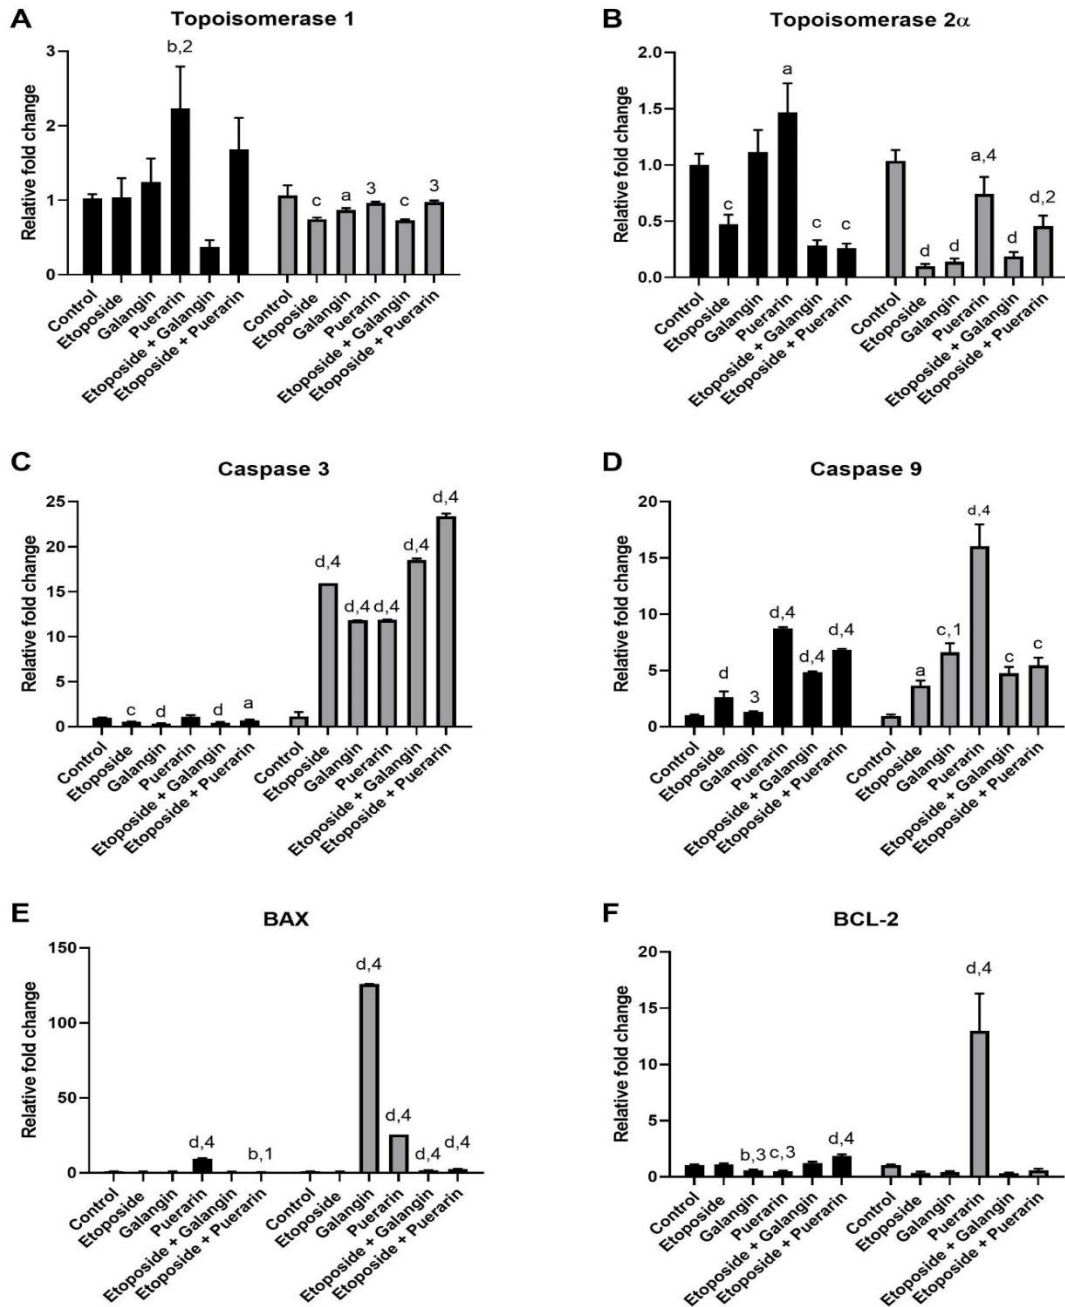 A
Topoisomerase 1
Relative fold change
3
2
1
0
b,2
c
a
3
c
3
Control
Etoposide
Galangin
Puerarin
Etoposide + Galangin
Etoposide + Puerarin
Control
Etoposide
Galangin
Puerarin
Etoposide + Galangin
Etoposide + Puerarin
B
Topoisomerase 2α
Relative fold change
2.0
1.5
1.0
0.5
0.0
c
a
c
c
d
d
a,4
d
d,2
Control
Etoposide
Galangin
Puerarin
Etoposide + Galangin
Etoposide + Puerarin
Control
Etoposide
Galangin
Puerarin
Etoposide + Galangin
Etoposide + Puerarin
C
Caspase 3
Relative fold change
25
20
15
10
5
0
c
d
d
a
d,4
d,4
d,4
d,4
d,4
Control
Etoposide
Galangin
Puerarin
Etoposide + Galangin
Etoposide + Puerarin
Control
Etoposide
Galangin
Puerarin
Etoposide + Galangin
Etoposide + Puerarin
D
Caspase 9
Relative fold change
20
15
10
5
0
d
3
d,4
d,4
d,4
a
c,1
d,4
c
c
Control
Etoposide
Galangin
Puerarin
Etoposide + Galangin
Etoposide + Puerarin
Control
Etoposide
Galangin
Puerarin
Etoposide + Galangin
Etoposide + Puerarin
E
BAX
Relative fold change
150
100
50
0
d,4
b,1
d,4
d,4
d,4
d,4
Control
Etoposide
Galangin
Puerarin
Etoposide + Galangin
Etoposide + Puerarin
Control
Etoposide
Galangin
Puerarin
Etoposide + Galangin
Etoposide + Puerarin
F
BCL-2
Relative fold change
20
15
10
5
0
b,3
c,3
d,4
d,4
Control
Etoposide
Galangin
Puerarin
Etoposide + Galangin
Etoposide + Puerarin
Control
Etoposide
Galangin
Puerarin
Etoposide + Galangin
Etoposide + Puerarin